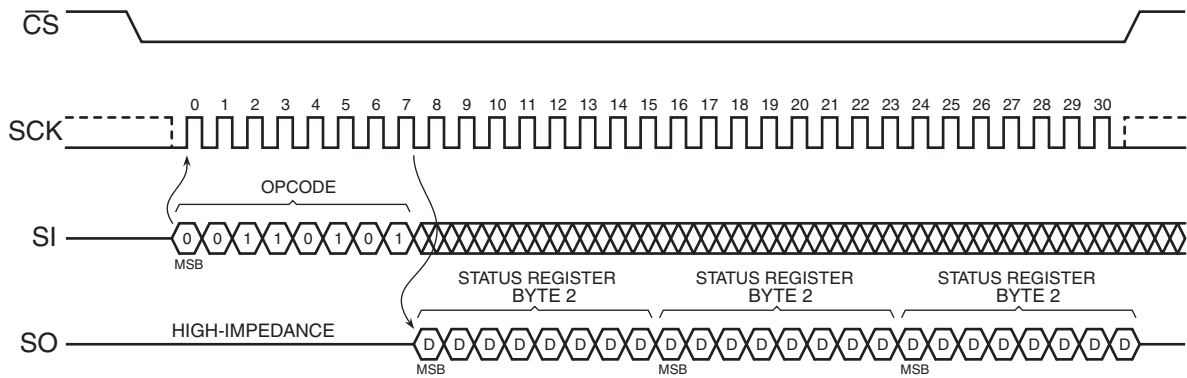 CS
0 1 2 3 4 5 6 7 8 9 10 11 12 13 14 15 16 17 18 19 20 21 22 23 24 25 26 27 28 29 30
SCK
OPCODE
SI 0 0 1 1 0 1 0 1
MSB
STATUS REGISTER BYTE 2
STATUS REGISTER BYTE 2
STATUS REGISTER BYTE 2
HIGH-IMPEDANCE
SO D D D D D D D D D D D D D D D D D D D D D D D D
MSB MSB MSB